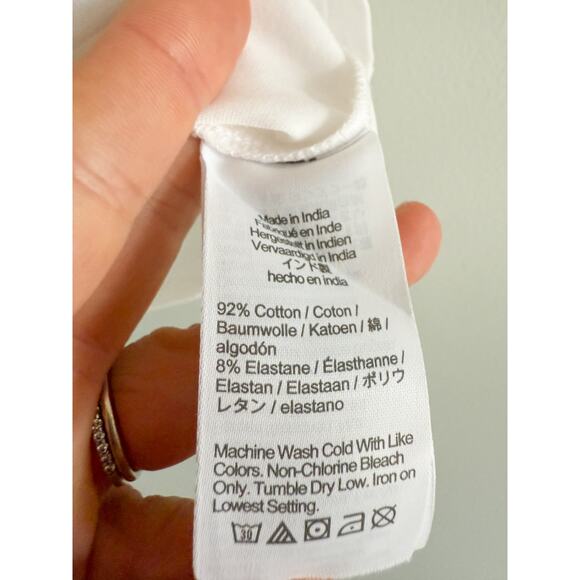 Made in India
Fabriqué en Inde
Hergestellt in Indien
Vervaardigd in India
インド製
hecho en india
92% Cotton / Coton /
Baumwolle / Katoen / 綿 /
algodón
8% Elastane / Élasthanne /
Elastan / Elastaan / ポリウ
レタン / elastano
Machine Wash Cold With Like
Colors. Non-Chlorine Bleach
Only. Tumble Dry Low. Iron on
Lowest Setting.
30